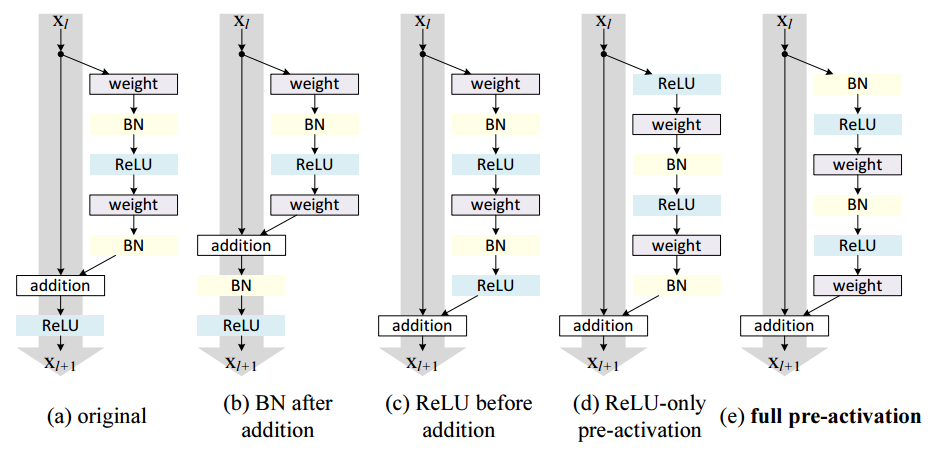 x_l
weight
BN
ReLU
weight
BN
addition
ReLU
x_{l+1}
(a) original
x_l
weight
BN
ReLU
weight
addition
BN
ReLU
x_{l+1}
(b) BN after
addition
x_l
weight
BN
ReLU
weight
BN
ReLU
addition
x_{l+1}
(c) ReLU before
addition
x_l
ReLU
weight
BN
ReLU
weight
BN
addition
x_{l+1}
(d) ReLU-only
pre-activation
x_l
BN
ReLU
weight
BN
ReLU
weight
addition
x_{l+1}
(e) full pre-activation